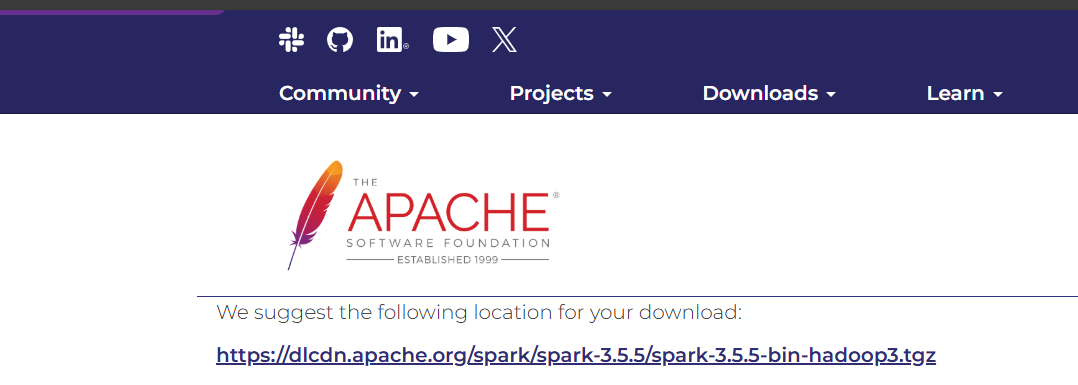 in
Community
Projects
Downloads
Learn
THE
APACHE®
SOFTWARE FOUNDATION
ESTABLISHED 1999
We suggest the following location for your download:
https://dlcdn.apache.org/spark/spark-3.5.5/spark-3.5.5-bin-hadoop3.tgz